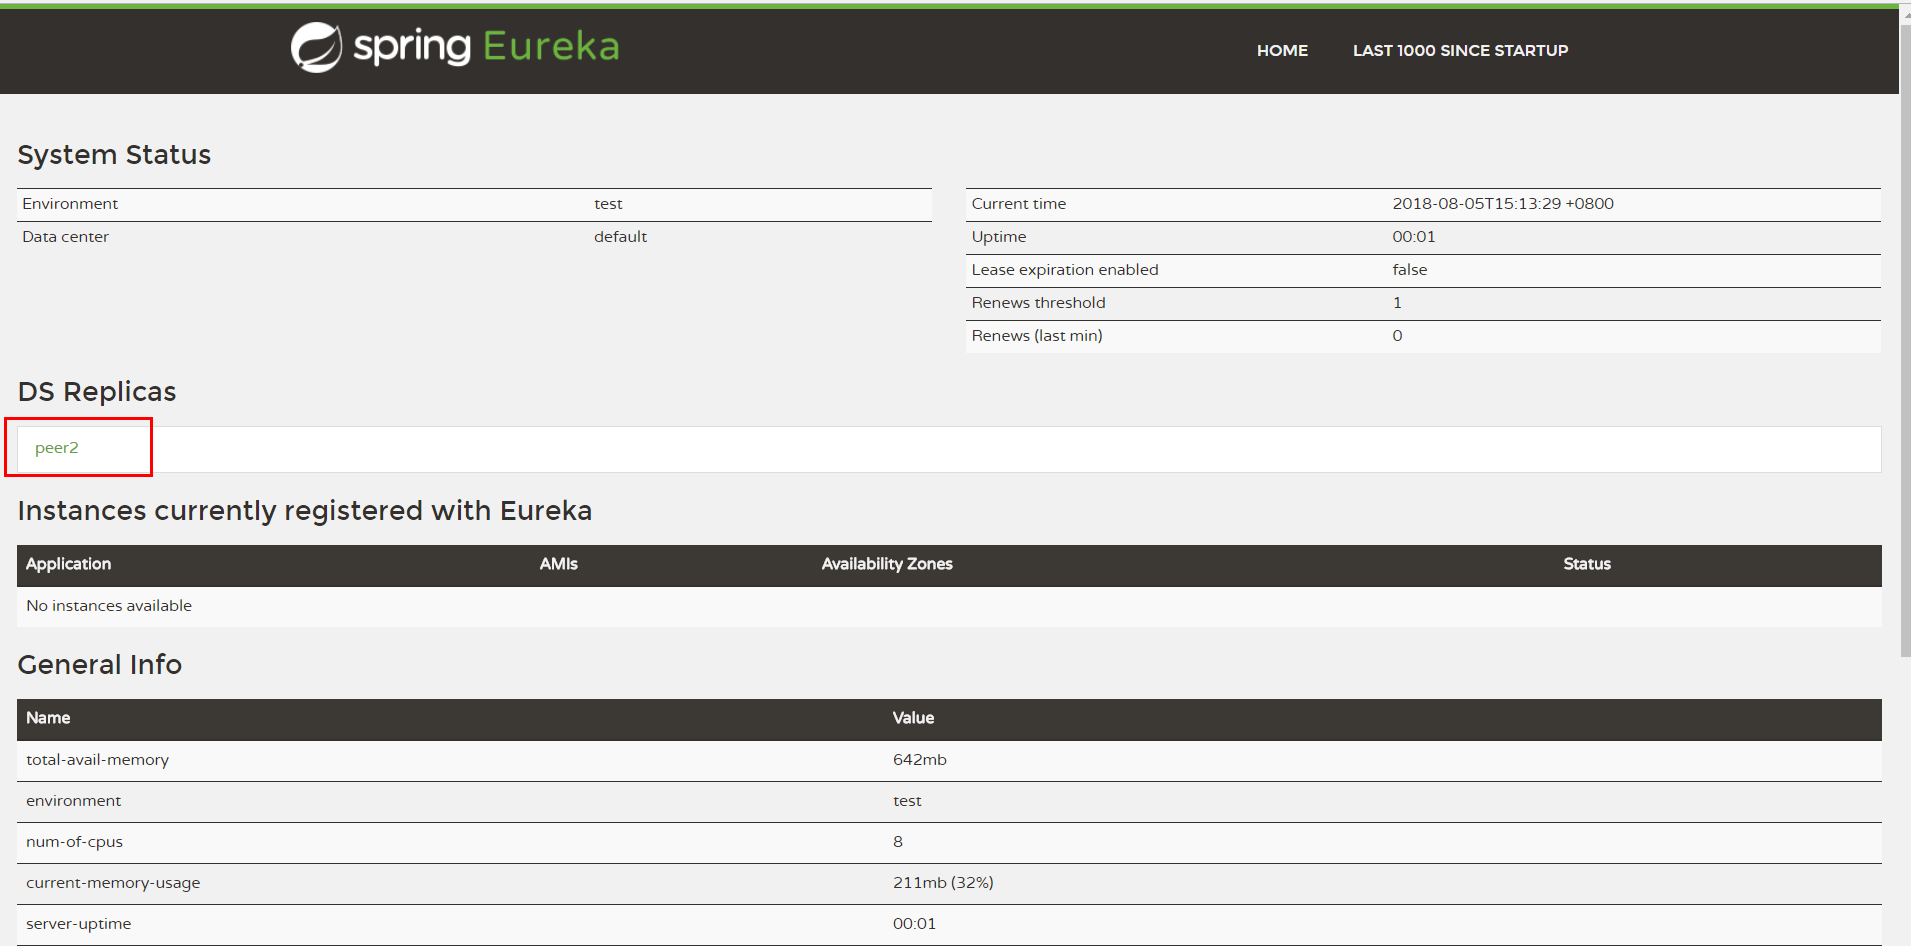 spring Eureka
HOME LAST 1000 SINCE STARTUP
System Status
Environment test
Data center default
Current time 2018-08-05T15:13:29 +0800
Uptime 00:01
Lease expiration enabled false
Renews threshold 1
Renews (last min) 0
DS Replicas
peer2
Instances currently registered with Eureka
Application AMIs Availability Zones Status
No instances available
General Info
Name Value
total-avail-memory 642mb
environment test
num-of-cpus 8
current-memory-usage 211mb (32%)
server-uptime 00:01